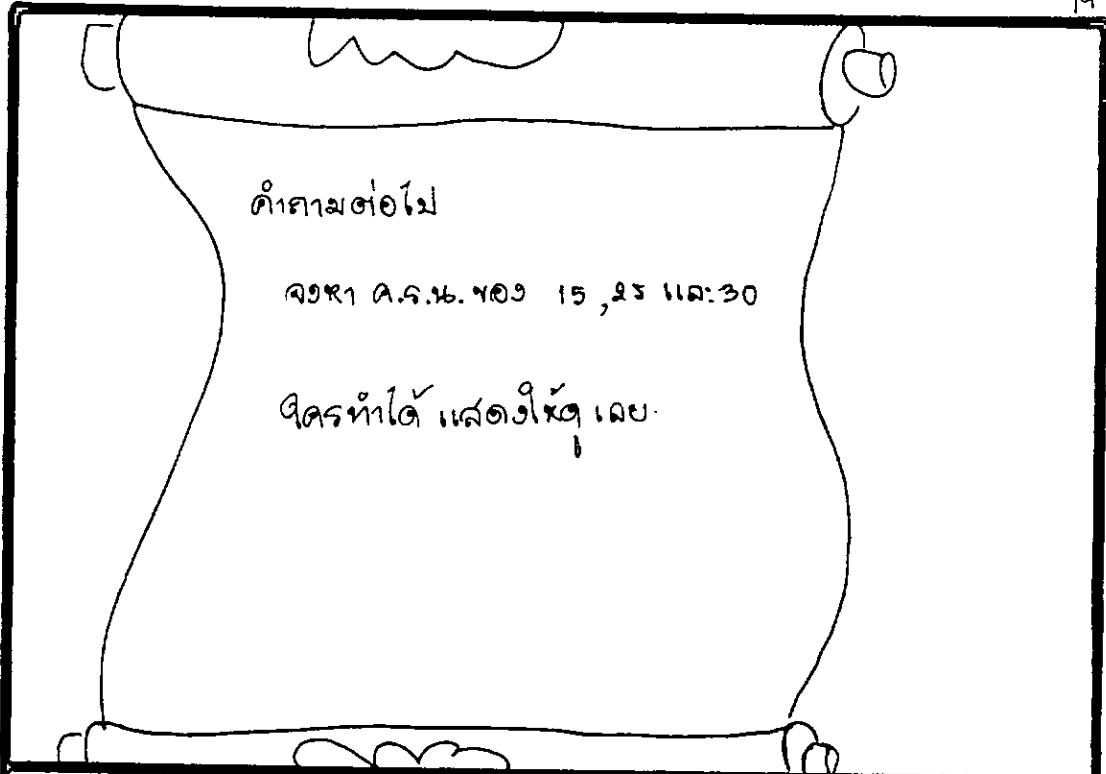 คำถามต่อไป
จงหา ค.ร.น. ของ 15 , 25 และ 30
ใครทำได้ แสดงให้ดู เลย.